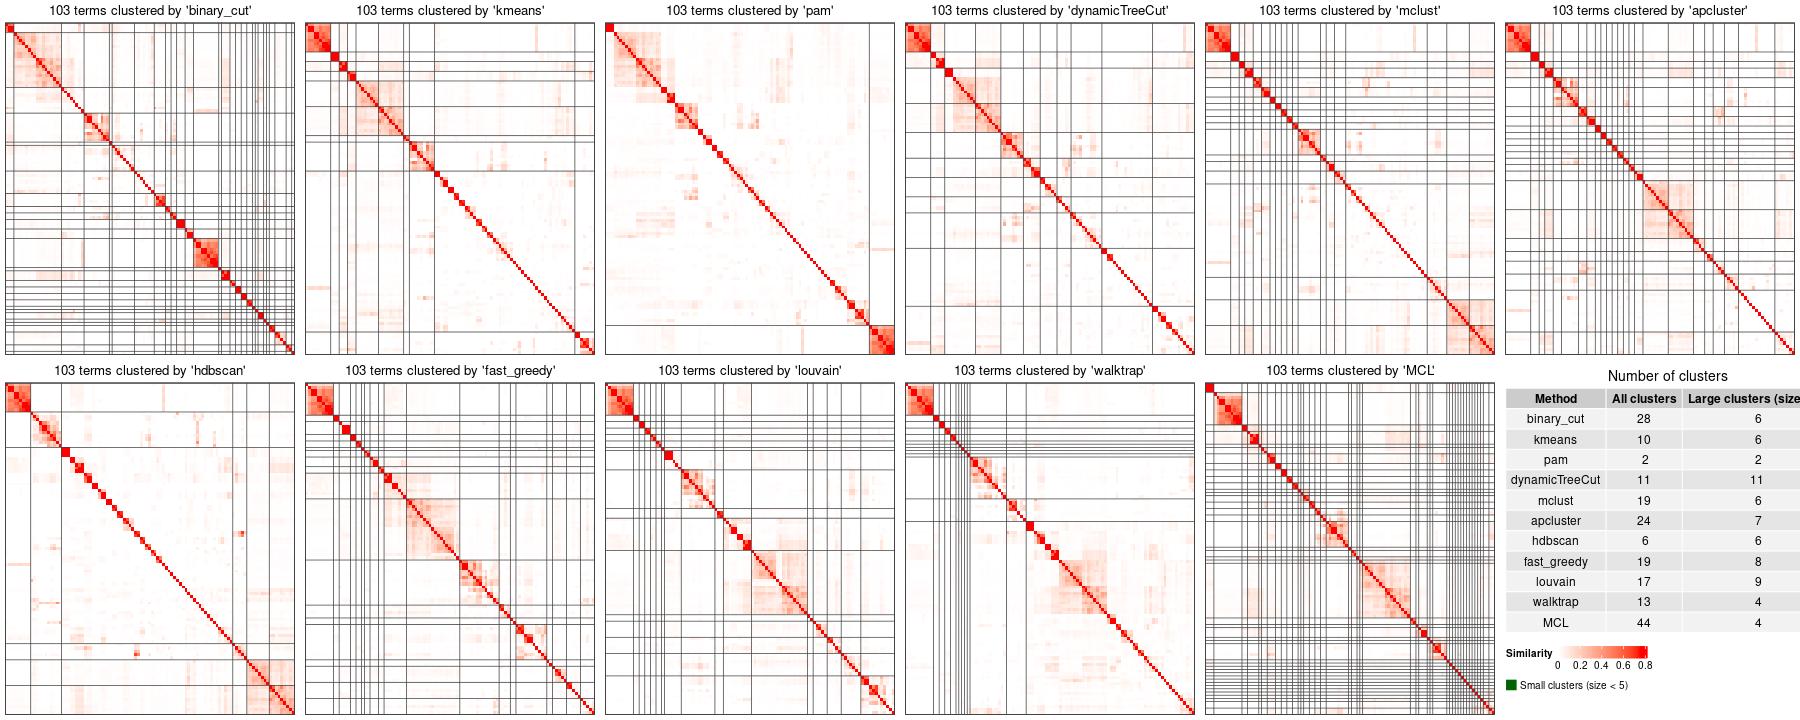 103 terms clustered by 'binary_cut'
103 terms clustered by 'kmeans'
103 terms clustered by 'pam'
103 terms clustered by 'dynamicTreeCut'
103 terms clustered by 'mclust'
103 terms clustered by 'apcluster'
103 terms clustered by 'hdbscan'
103 terms clustered by 'fast_greedy'
103 terms clustered by 'louvain'
103 terms clustered by 'walktrap'
103 terms clustered by 'MCL'
Number of clusters
Method All clusters Large clusters (size
binary_cut 28 6
kmeans 10 6
pam 2 2
dynamicTreeCut 11 11
mclust 19 6
apcluster 24 7
hdbscan 6 6
fast_greedy 19 8
louvain 17 9
walktrap 13 4
MCL 44 4
Similarity
0 0.2 0.4 0.6 0.8
Small clusters (size < 5)